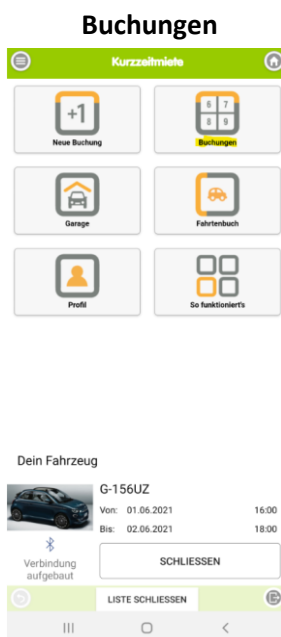 Buchungen
Kurzzeitmiete
+1
6 7
8 9
Neue Buchung
Buchungen
Garage
Fahrtenbuch
Profil
So funktioniert's
Dein Fahrzeug
G-156UZ
Von: 01.06.2021 16:00
Bis: 02.06.2021 18:00
Verbindung
aufgebaut
SCHLIESSEN
LISTE SCHLIESSEN